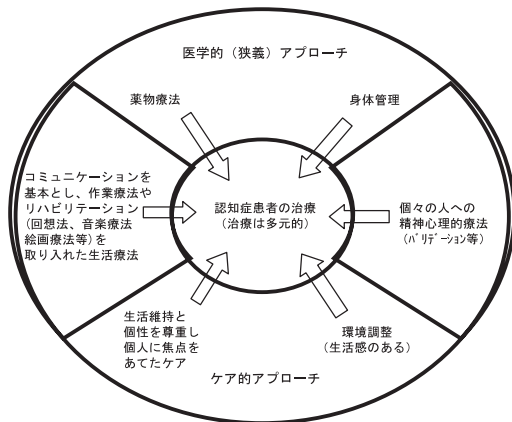 医学的（狭義）アプローチ
薬物療法
身体管理
コミュニケーションを
基本とし、作業療法や
リハビリテーション
(回想法、音楽療法
絵画療法等)を
取り入れた生活療法
認知症患者の治療
(治療は多元的)
個々の人への
精神心理的療法
(バリデーション等)
生活維持と
個性を尊重し
個人に焦点を
あてたケア
環境調整
(生活感のある)
ケア的アプローチ